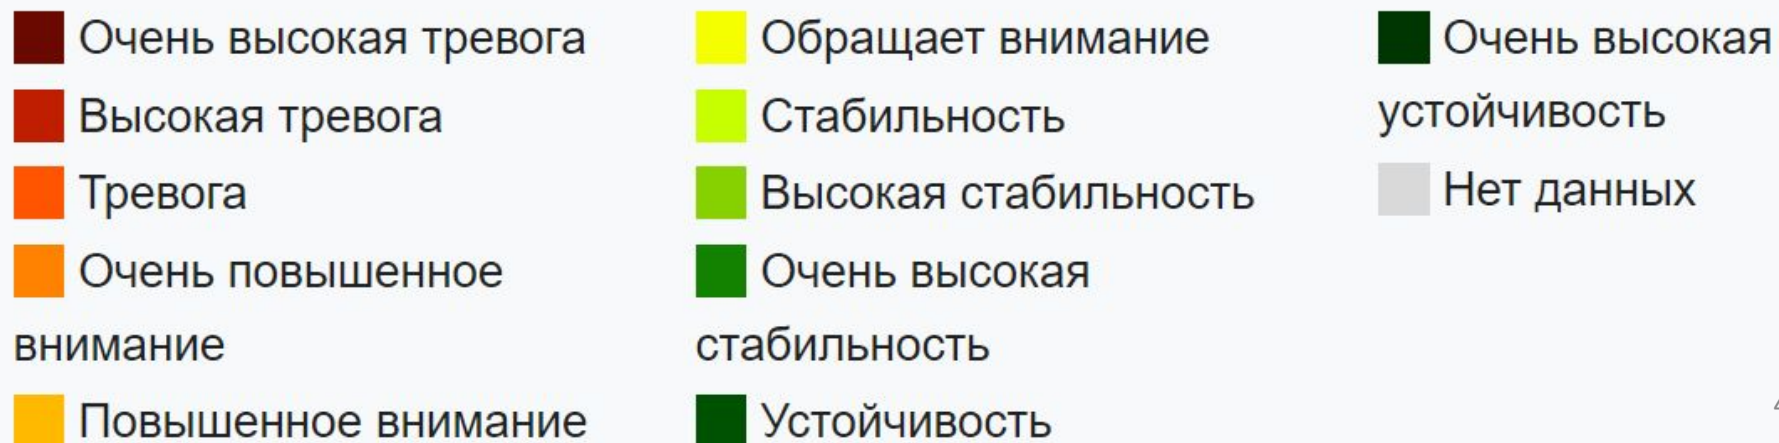 Очень высокая тревога
Высокая тревога
Тревога
Очень повышенное
внимание
Повышенное внимание
Обращает внимание
Стабильность
Высокая стабильность
Очень высокая
стабильность
Устойчивость
Очень высокая
устойчивость
Нет данных